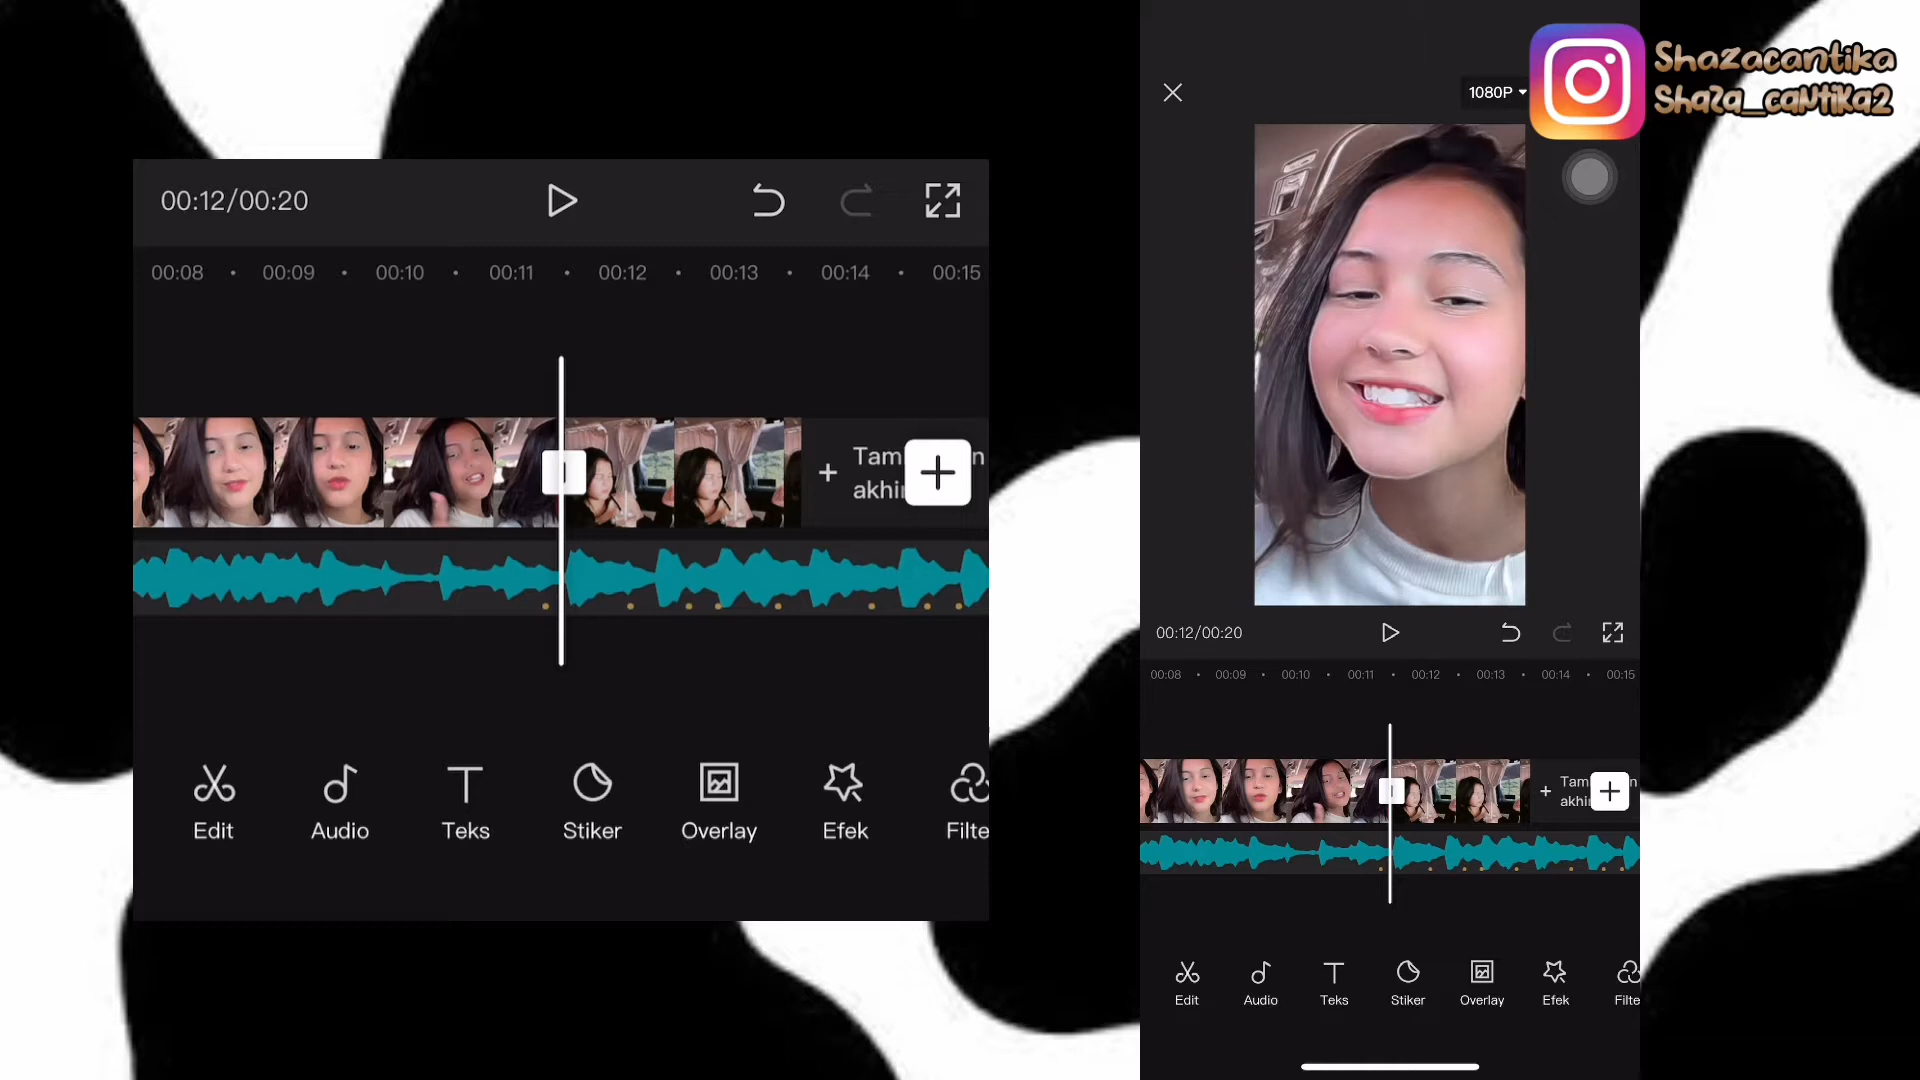 Shazacantika
Shaza_cantika2
1080P
00:12/00:20
00:08 00:09 00:10 00:11 00:12 00:13 00:14 00:15
akhi
Edit Audio Teks Stiker Overlay Efek Filte
00:12/00:20
00:08 00:09 00:10 00:11 00:12 00:13 00:14 00:15
akhi
Edit Audio Teks Stiker Overlay Efek Filte